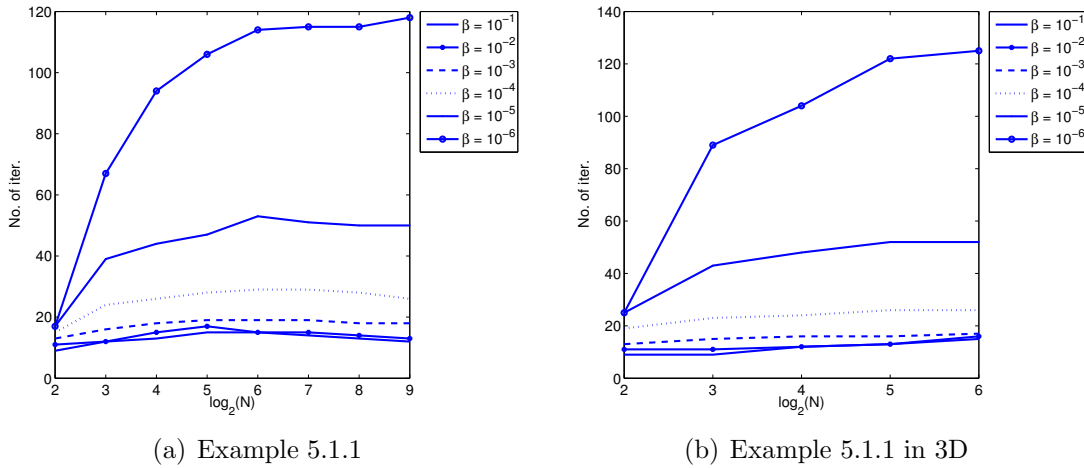 120
100
80
60
40
20
0
2 3 4 5 6 7 8 9
No. of iter.
log2(N)
β = 10^-1
β = 10^-2
β = 10^-3
β = 10^-4
β = 10^-5
β = 10^-6
(a) Example 5.1.1
140
120
100
80
60
40
20
0
2 3 4 5 6
No. of iter.
log2(N)
β = 10^-1
β = 10^-2
β = 10^-3
β = 10^-4
β = 10^-5
β = 10^-6
(b) Example 5.1.1 in 3D